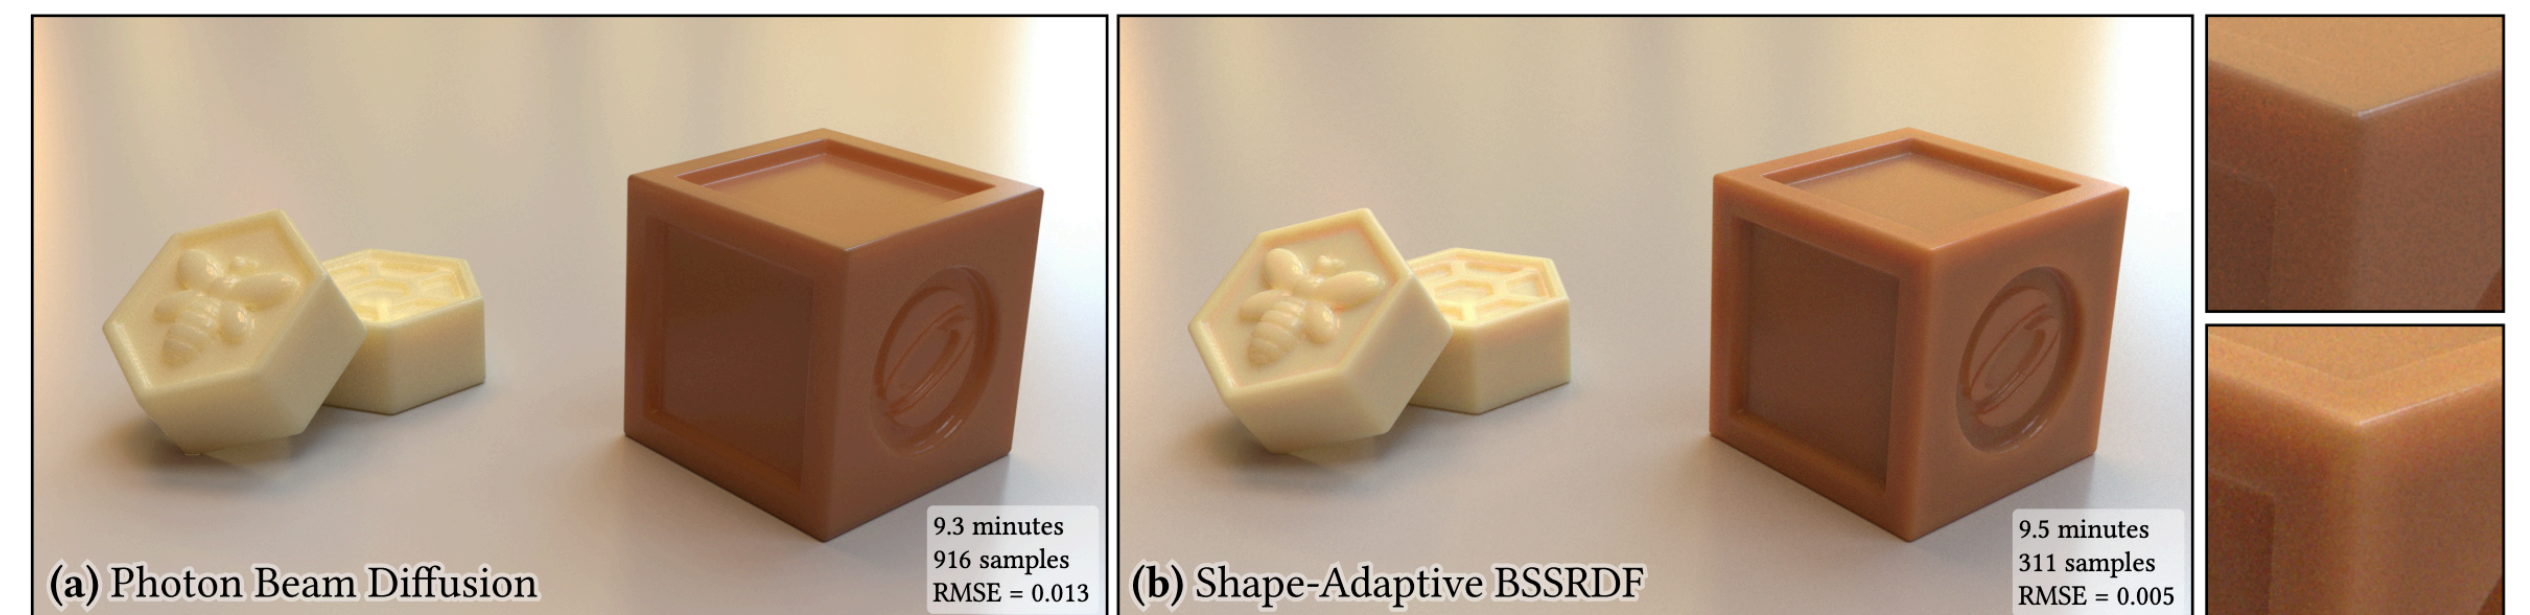 9.3 minutes
916 samples
RMSE = 0.013
(a) Photon Beam Diffusion
9.5 minutes
311 samples
RMSE = 0.005
(b) Shape-Adaptive BSSRDF